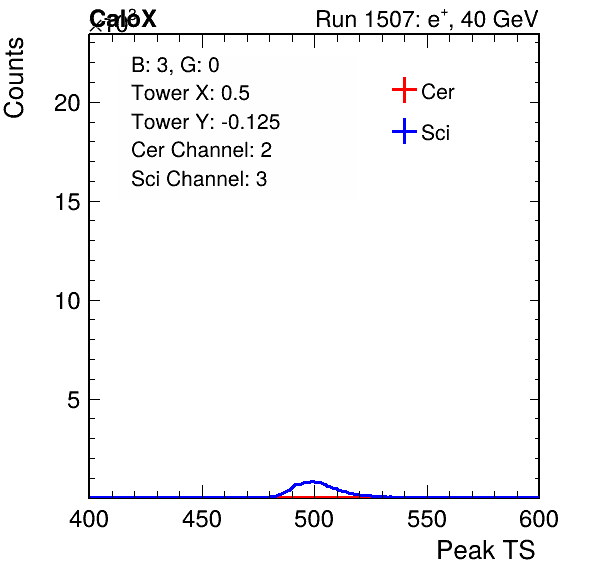 CaloX
×10³
Run 1507: e⁺, 40 GeV
Counts
B: 3, G: 0
Tower X: 0.5
Tower Y: -0.125
Cer Channel: 2
Sci Channel: 3
Cer
Sci
20
15
10
5
400 450 500 550 600
Peak TS